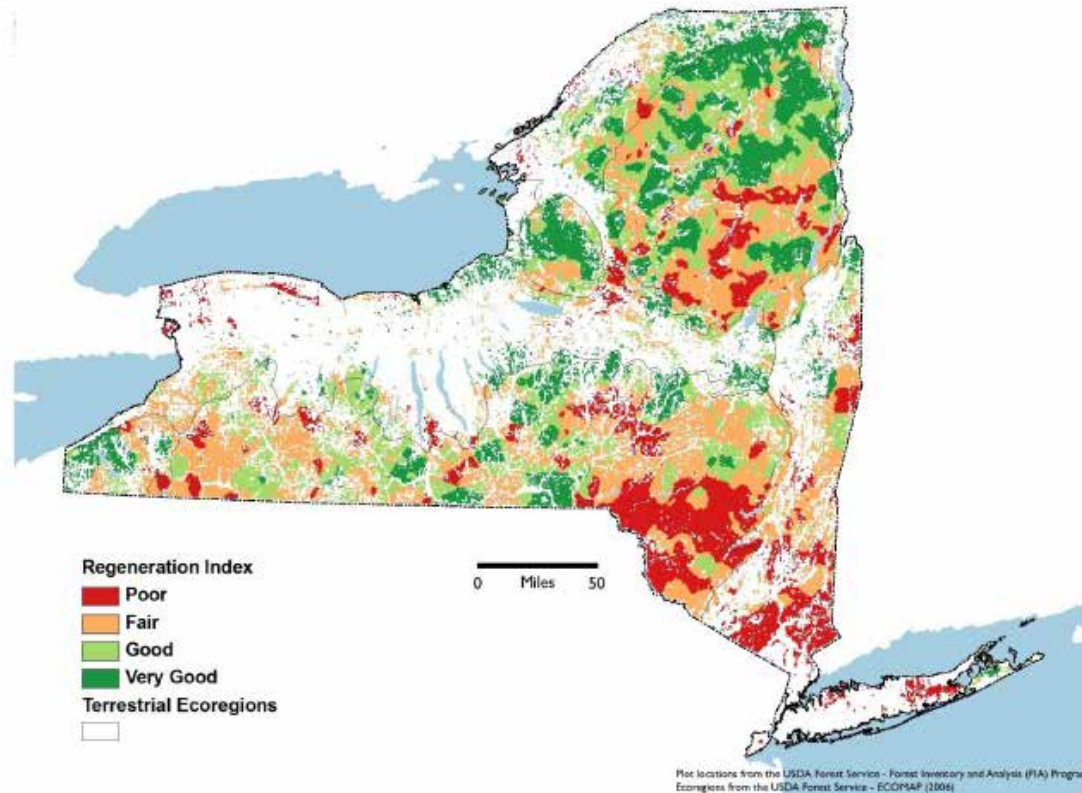 Regeneration Index
Poor
Fair
Good
Very Good
Terrestrial Ecoregions
0 Miles 50
Plot locations from the USDA Forest Service - Forest Inventory and Analysis (FIA) Progra
Ecoregions from the USDA Forest Service - ECOMAP (2006)